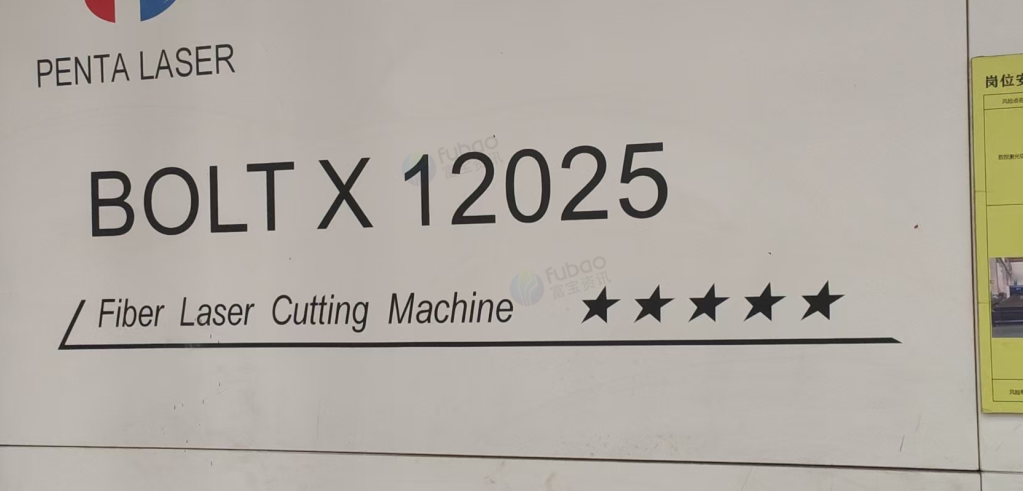 PENTA LASER
BOLT X 12025
Fiber Laser Cutting Machine ★★★★★
fubao
富宝资讯
fubao
富宝资讯
岗位安